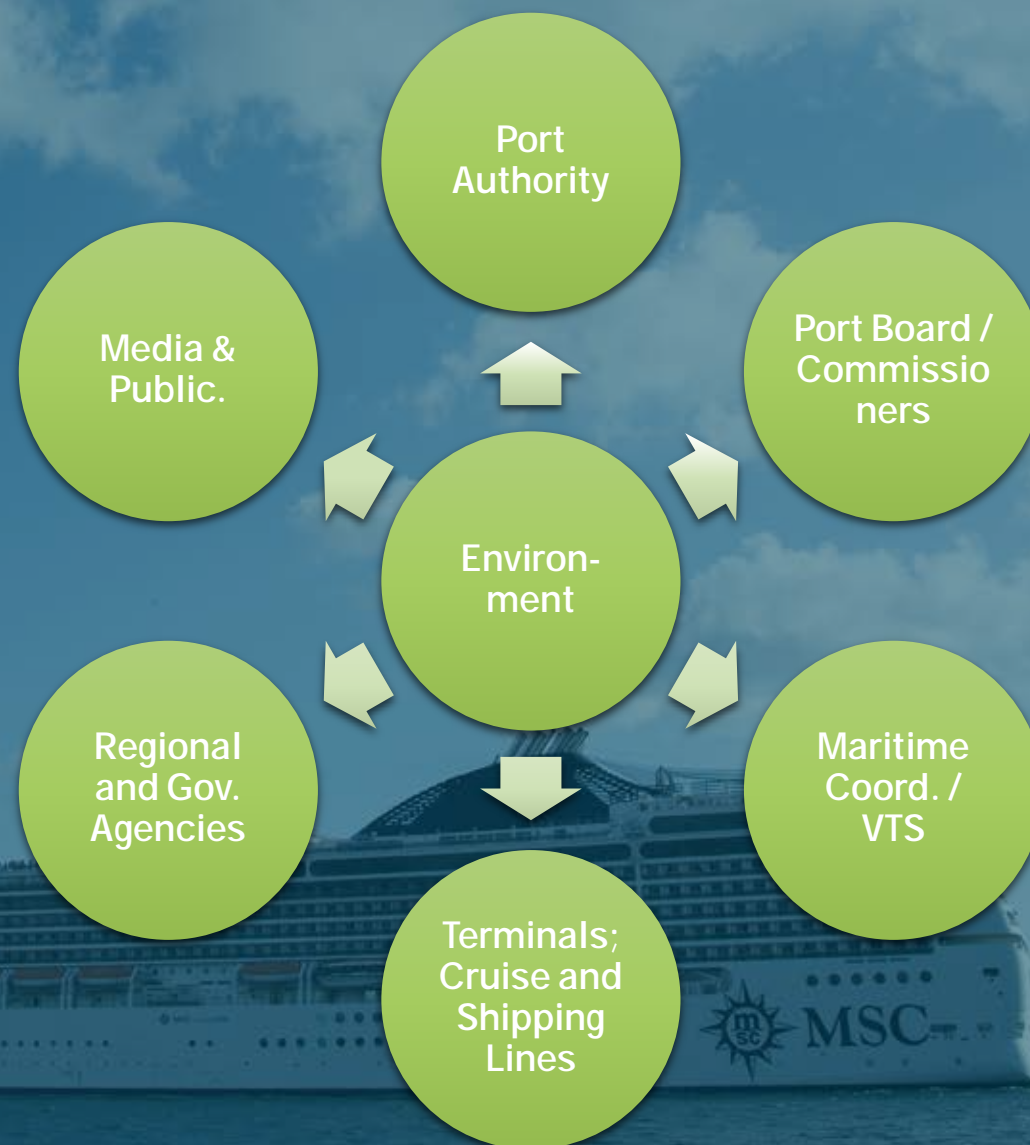 Port
Authority
Port Board /
Commissio
ners
Media &
Public.
Environ-
ment
Maritime
Coord. /
VTS
Regional
and Gov.
Agencies
Terminals;
Cruise and
Shipping
Lines
m
sc
MSC